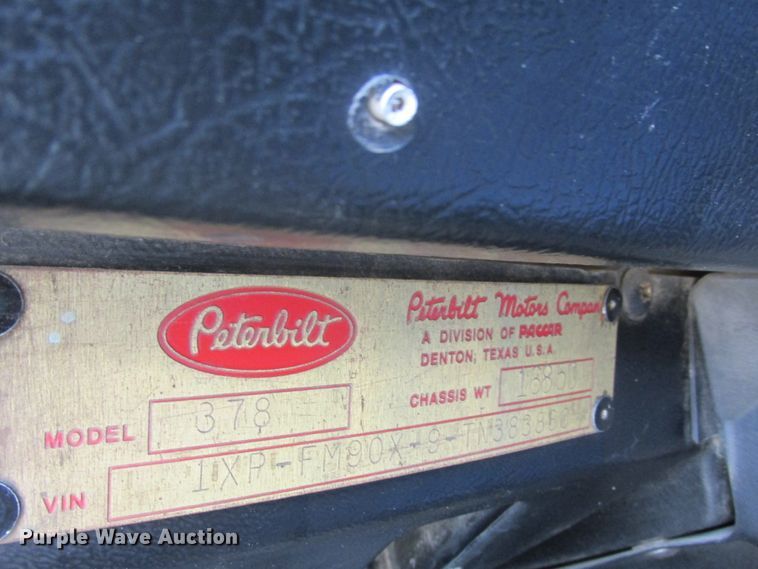 Peterbilt
Peterbilt Motors Company
A DIVISION OF PACCAR
DENTON, TEXAS U.S.A.
CHASSIS WT
MODEL 378
VIN
Purple Wave Auction